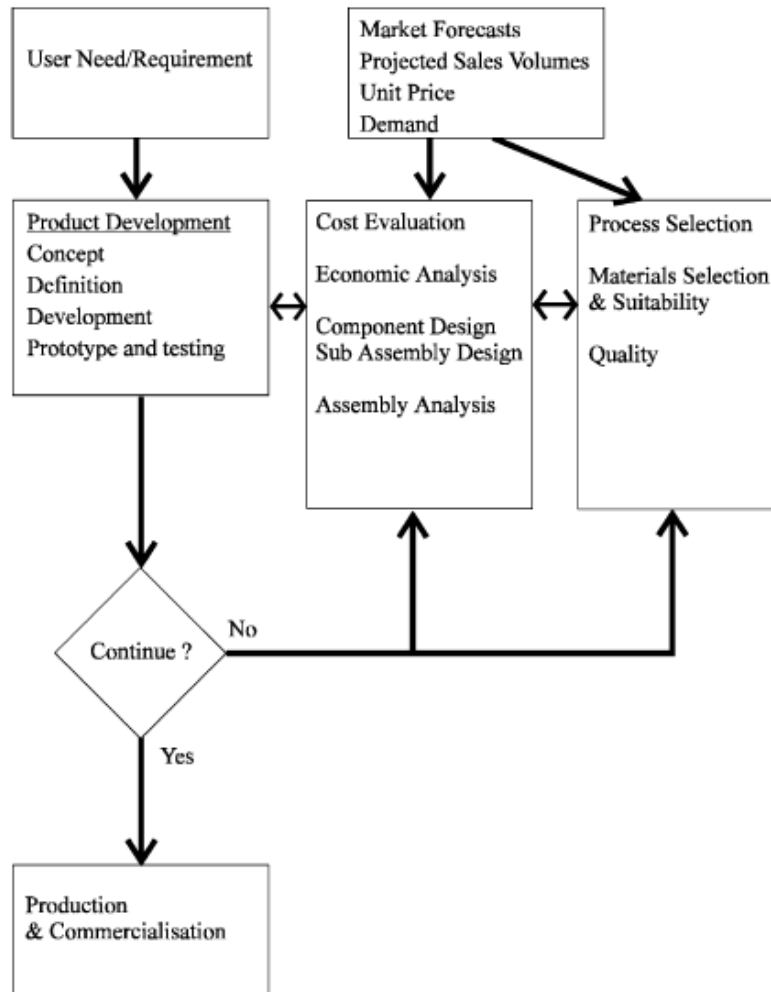 User Need/Requirement
Market Forecasts
Projected Sales Volumes
Unit Price
Demand
Product Development
Concept
Definition
Development
Prototype and testing
Cost Evaluation
Economic Analysis
Component Design
Sub Assembly Design
Assembly Analysis
Process Selection
Materials Selection
& Suitability
Quality
Continue ?
No
Yes
Production
& Commercialisation